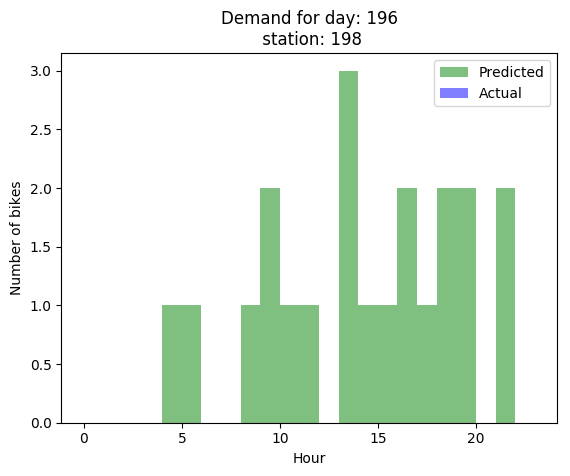 Demand for day: 196
station: 198
Predicted
Actual
3.0
2.5
2.0
1.5
1.0
0.5
0.0
Number of bikes
0 5 10 15 20
Hour